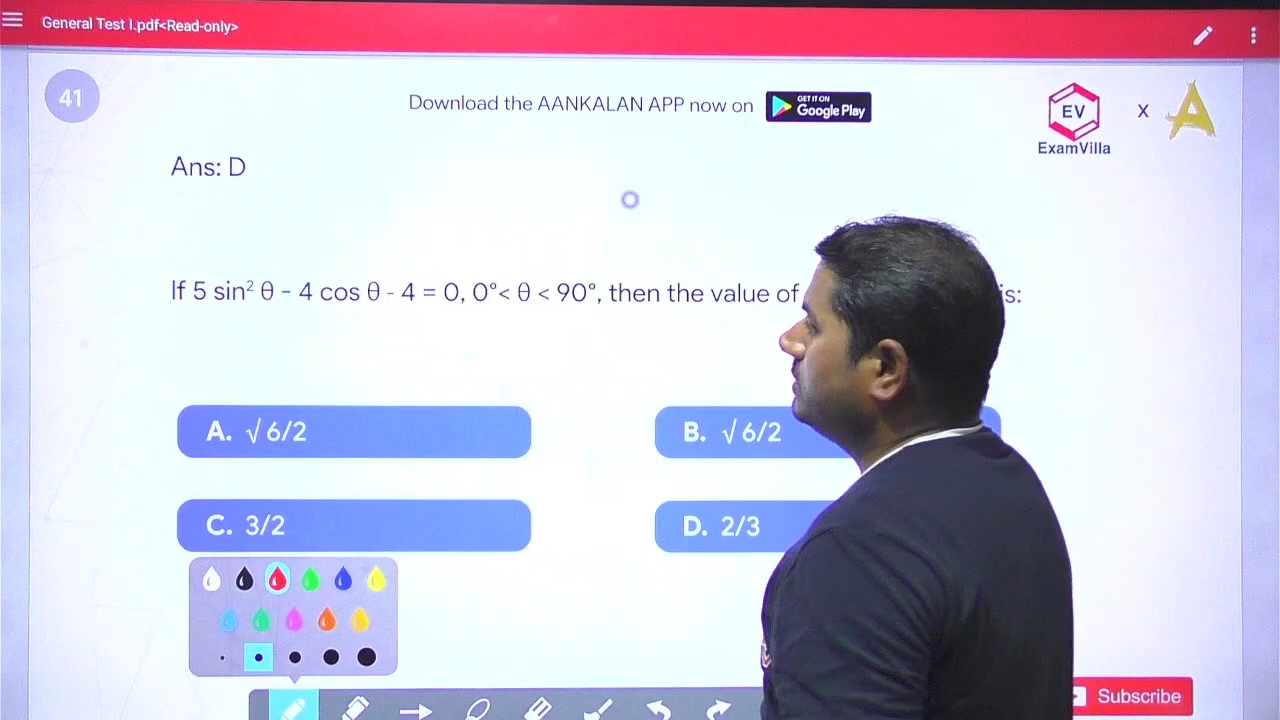 General Test I.pdf<Read-only>
41
Download the AANKALAN APP now on
GET IT ON
Google Play
EV
x
A
ExamVilla
Ans: D
If 5 sin² θ - 4 cos θ - 4 = 0, 0°< θ < 90°, then the value of is:
A. √6/2
B. √6/2
C. 3/2
D. 2/3
Subscribe